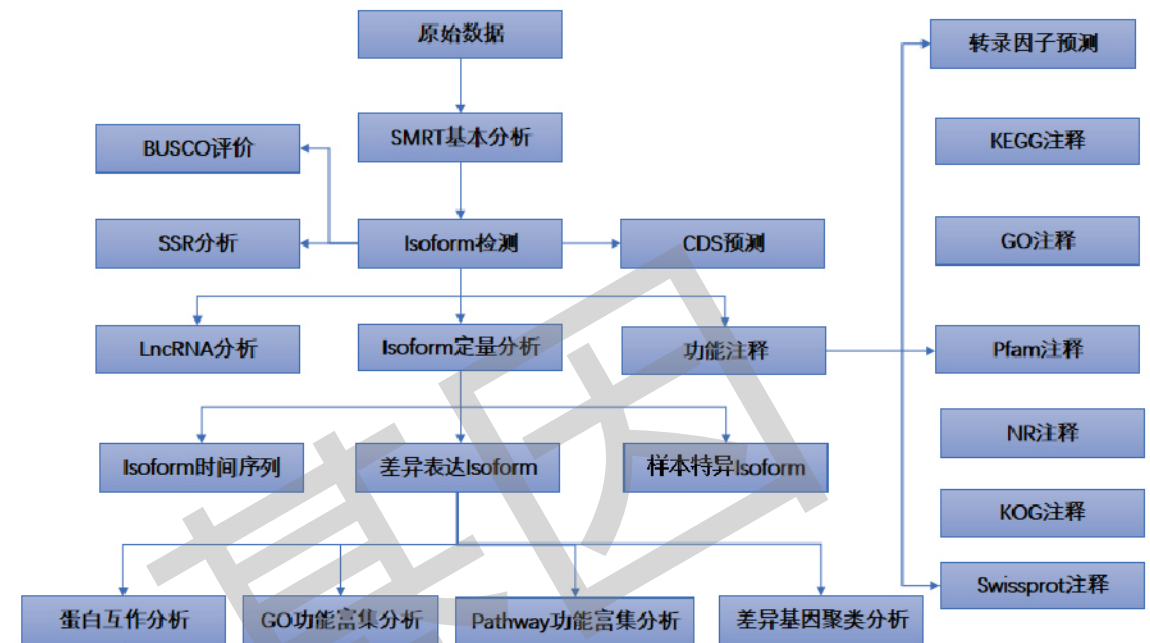 原始数据
转录因子预测
SMRT基本分析
BUSCO评价
KEGG注释
SSR分析
Isoform检测
CDS预测
GO注释
LncRNA分析
Isoform定量分析
功能注释
Pfam注释
NR注释
Isoform时间序列
差异表达Isoform
样本特异Isoform
KOG注释
Swissprot注释
蛋白互作分析
GO功能富集分析
Pathway功能富集分析
差异基因聚类分析
基因